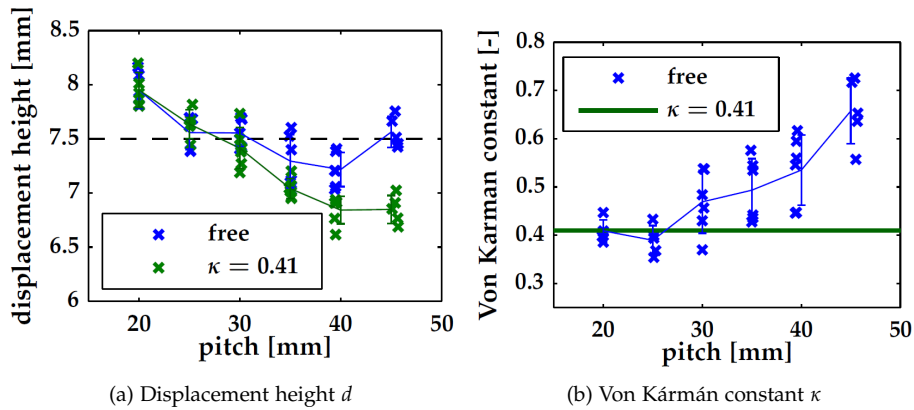 displacement height [mm]
8.5
8
7.5
7
6.5
6
free
κ = 0.41
20
30
40
50
pitch [mm]
(a) Displacement height d
Von Karman constant [-]
0.8
0.7
0.6
0.5
0.4
0.3
free
κ = 0.41
20
30
40
50
pitch [mm]
(b) Von Kármán constant κ